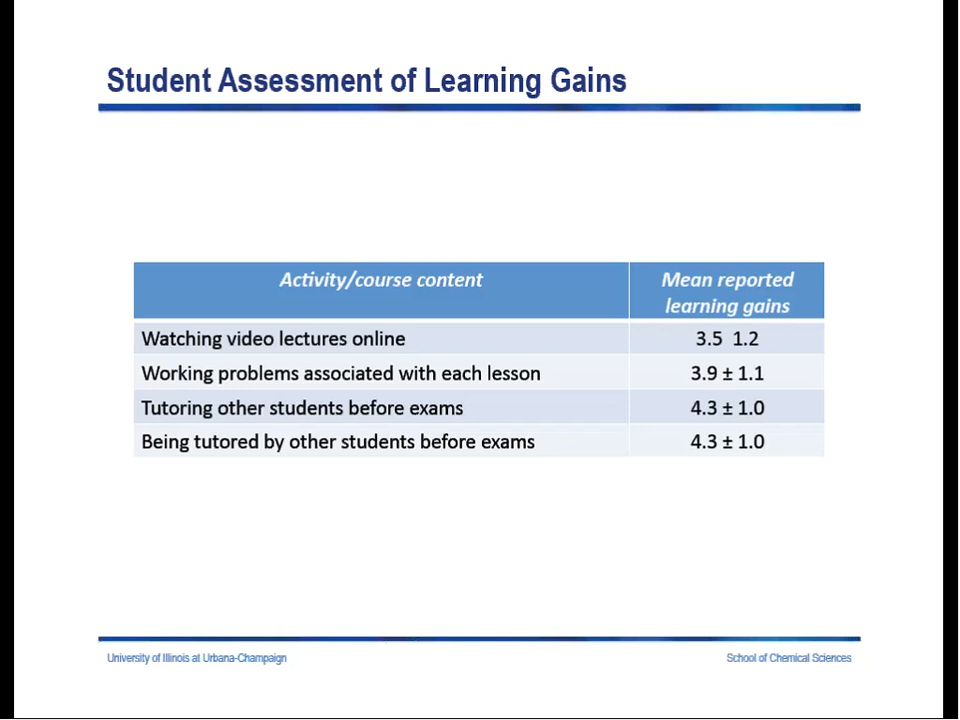 Student Assessment of Learning Gains
Activity/course content
Mean reported
learning gains
Watching video lectures online 3.5 1.2
Working problems associated with each lesson 3.9 ± 1.1
Tutoring other students before exams 4.3 ± 1.0
Being tutored by other students before exams 4.3 ± 1.0
University of Illinois at Urbana-Champaign School of Chemical Sciences